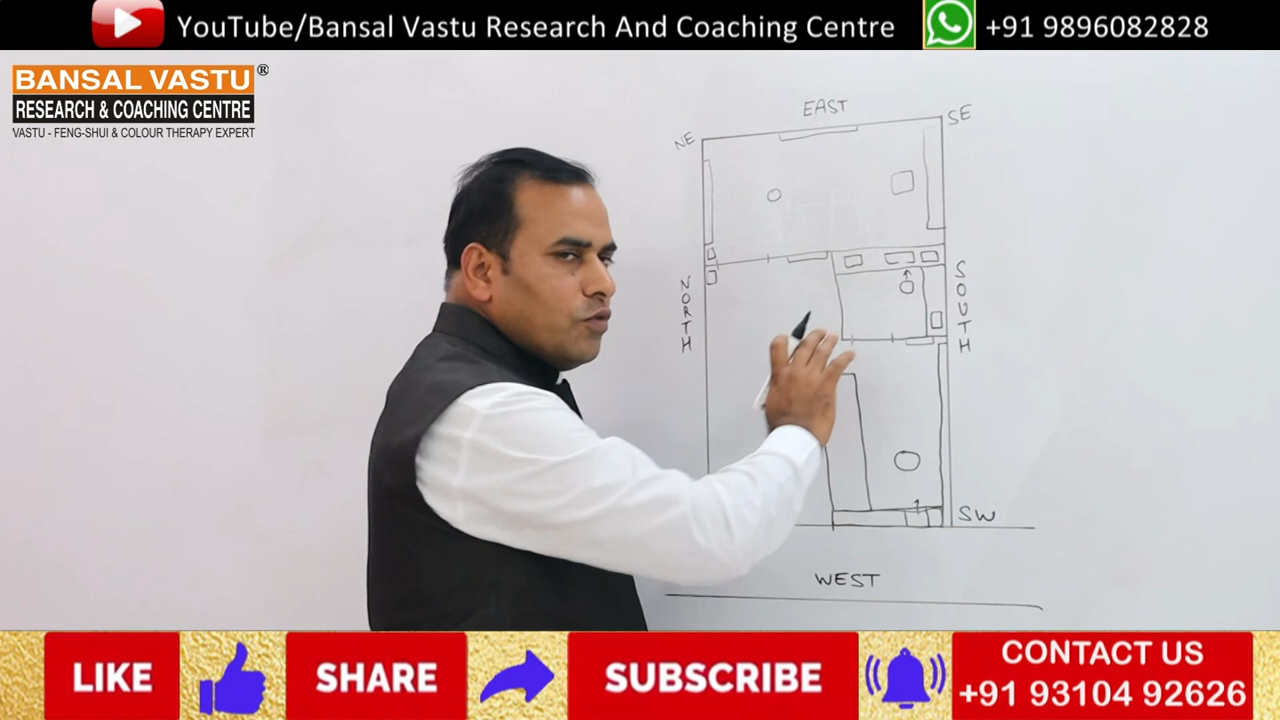 YouTube/Bansal Vastu Research And Coaching Centre
+91 9896082828
BANSAL VASTU®
RESEARCH & COACHING CENTRE
VASTU - FENG-SHUI & COLOUR THERAPY EXPERT
EAST
NE
SE
NORTH
SOUTH
SW
WEST
LIKE
SHARE
SUBSCRIBE
CONTACT US
+91 93104 92626